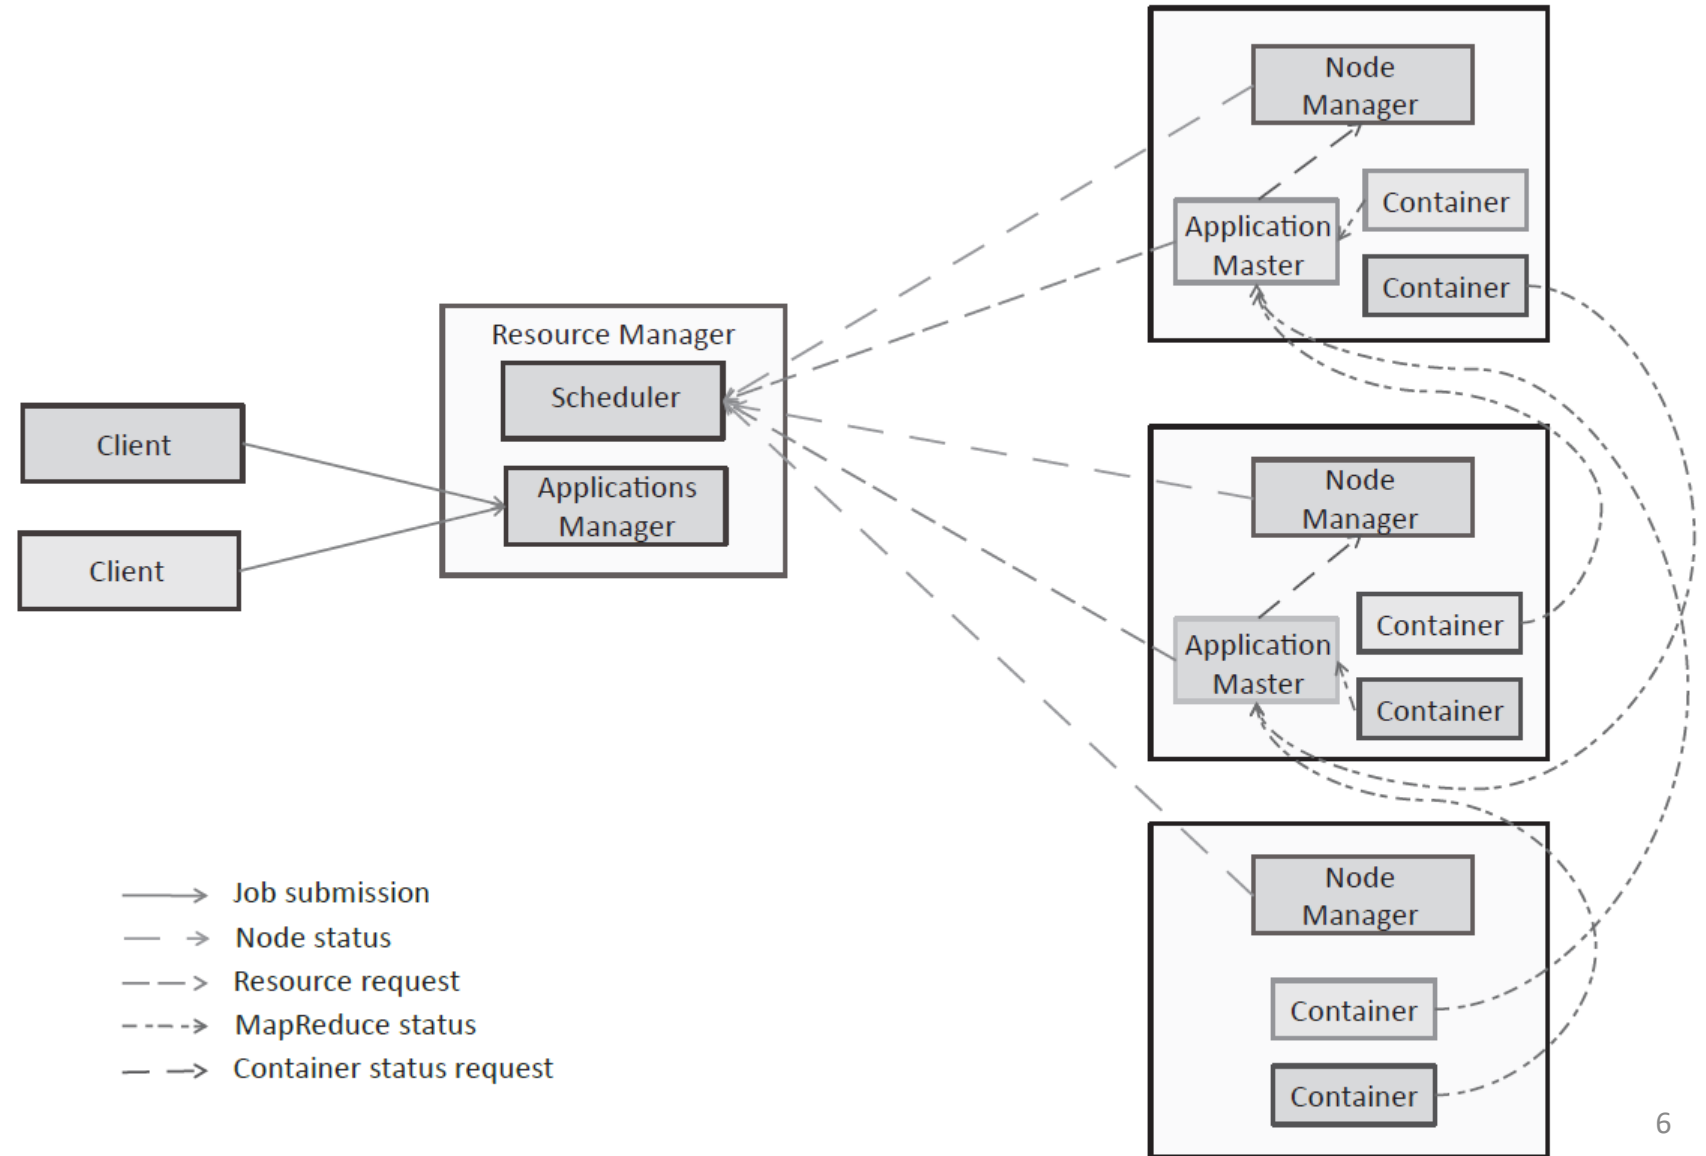 Client
Client
Resource Manager
Scheduler
Applications
Manager
Node
Manager
Application
Master
Container
Container
Node
Manager
Application
Master
Container
Container
Node
Manager
Container
Container
Job submission
Node status
Resource request
MapReduce status
Container status request
6